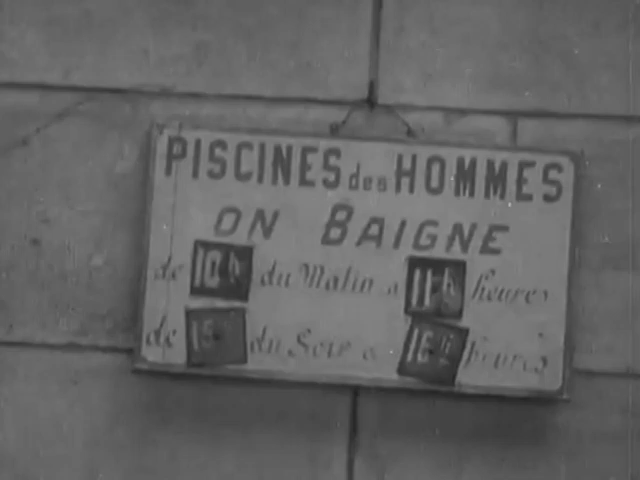 PISCINES des HOMMES
ON BAIGNE
de 10h du Matin a 11h heures
de 15h du Soir a 16h heures